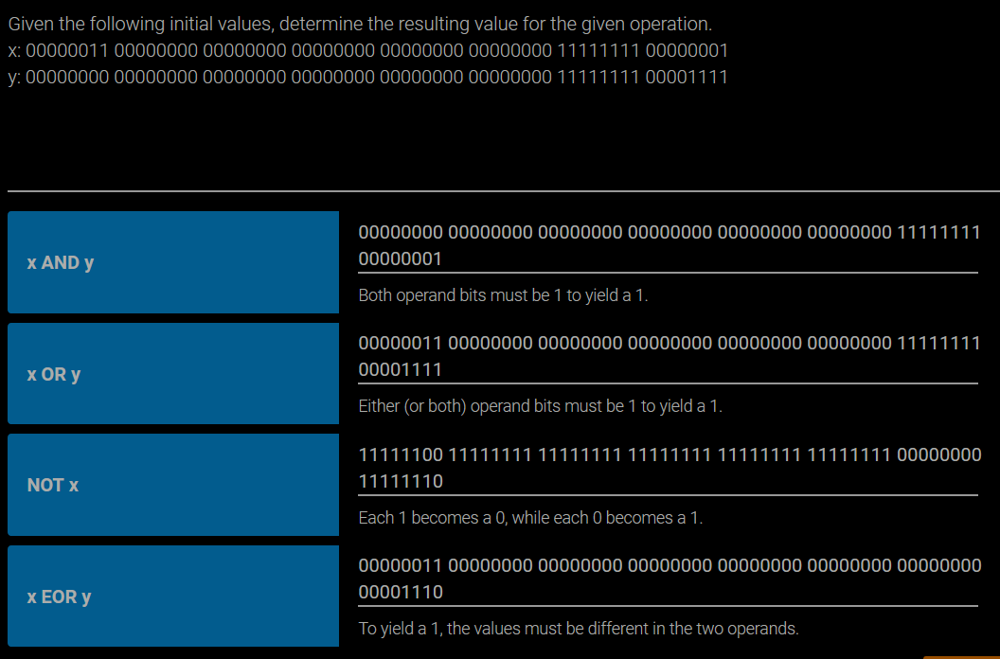 Given the following initial values, determine the resulting value for the given operation.
x: 00000011 00000000 00000000 00000000 00000000 00000000 11111111 00000001
y: 00000000 00000000 00000000 00000000 00000000 00000000 11111111 00001111
x AND y
00000000 00000000 00000000 00000000 00000000 00000000 11111111
00000001
Both operand bits must be 1 to yield a 1.
x OR y
00000011 00000000 00000000 00000000 00000000 00000000 11111111
00001111
Either (or both) operand bits must be 1 to yield a 1.
NOT x
11111100 11111111 11111111 11111111 11111111 11111111 00000000
11111110
Each 1 becomes a 0, while each 0 becomes a 1.
x EOR y
00000011 00000000 00000000 00000000 00000000 00000000 00000000
00001110
To yield a 1, the values must be different in the two operands.